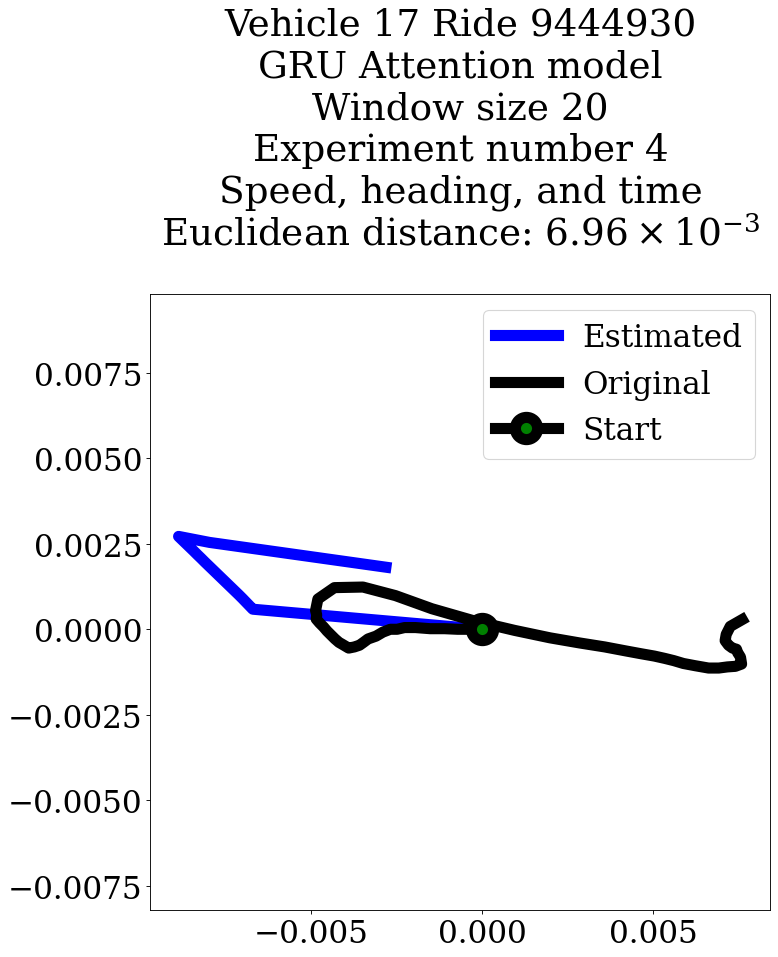 Vehicle 17 Ride 9444930
GRU Attention model
Window size 20
Experiment number 4
Speed, heading, and time
Euclidean distance: 6.96 × 10⁻³
Estimated
Original
Start
0.0075
0.0050
0.0025
0.0000
−0.0025
−0.0050
−0.0075
−0.005 0.000 0.005